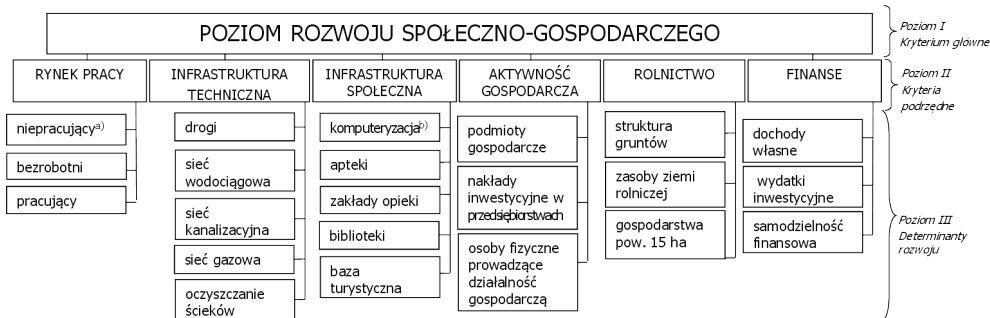 POZIOM ROZWOJU SPOŁECZNO-GOSPODARCZEGO
Poziom I
Kryterium główne
RYNEK PRACY
INFRASTRUKTURA
TECHNICZNA
INFRASTRUKTURA
SPOŁECZNA
AKTYWNOŚĆ
GOSPODARCZA
ROLNICTWO
FINANSE
Poziom II
Kryteria
podrzędne
niepracującyᵃ⁾
bezrobotni
pracujący
drogi
sieć
wodociągowa
sieć
kanalizacyjna
sieć gazowa
oczyszczanie
ścieków
komputeryzacjaᵇ⁾
apteki
zakłady opieki
biblioteki
baza
turystyczna
podmioty
gospodarcze
nakłady
inwestycyjne w
przedsiębiorstwach
osoby fizyczne
prowadzące
działalność
gospodarczą
struktura
gruntów
zasoby ziemi
rolniczej
gospodarstwa
pow. 15 ha
dochody
własne
wydatki
inwestycyjne
samodzielność
finansowa
Poziom III
Determinanty
rozwoju